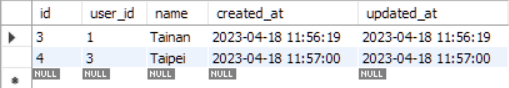 id user_id name created_at updated_at
3 1 Tainan 2023-04-18 11:56:19 2023-04-18 11:56:19
4 3 Taipei 2023-04-18 11:57:00 2023-04-18 11:57:00
NULL NULL NULL NULL NULL